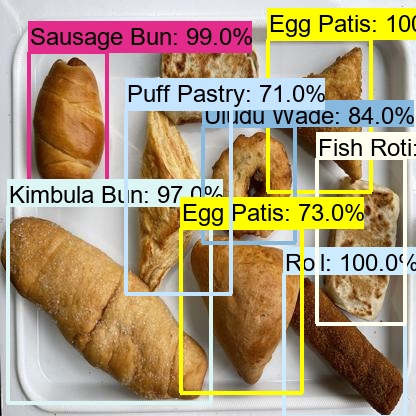 Sausage Bun: 99.0%
Egg Patis: 100
Puff Pastry: 71.0%
Uludu Wade: 84.0%
Fish Roti:
Kimbula Bun: 97.0%
Egg Patis: 73.0%
Roll: 100.0%